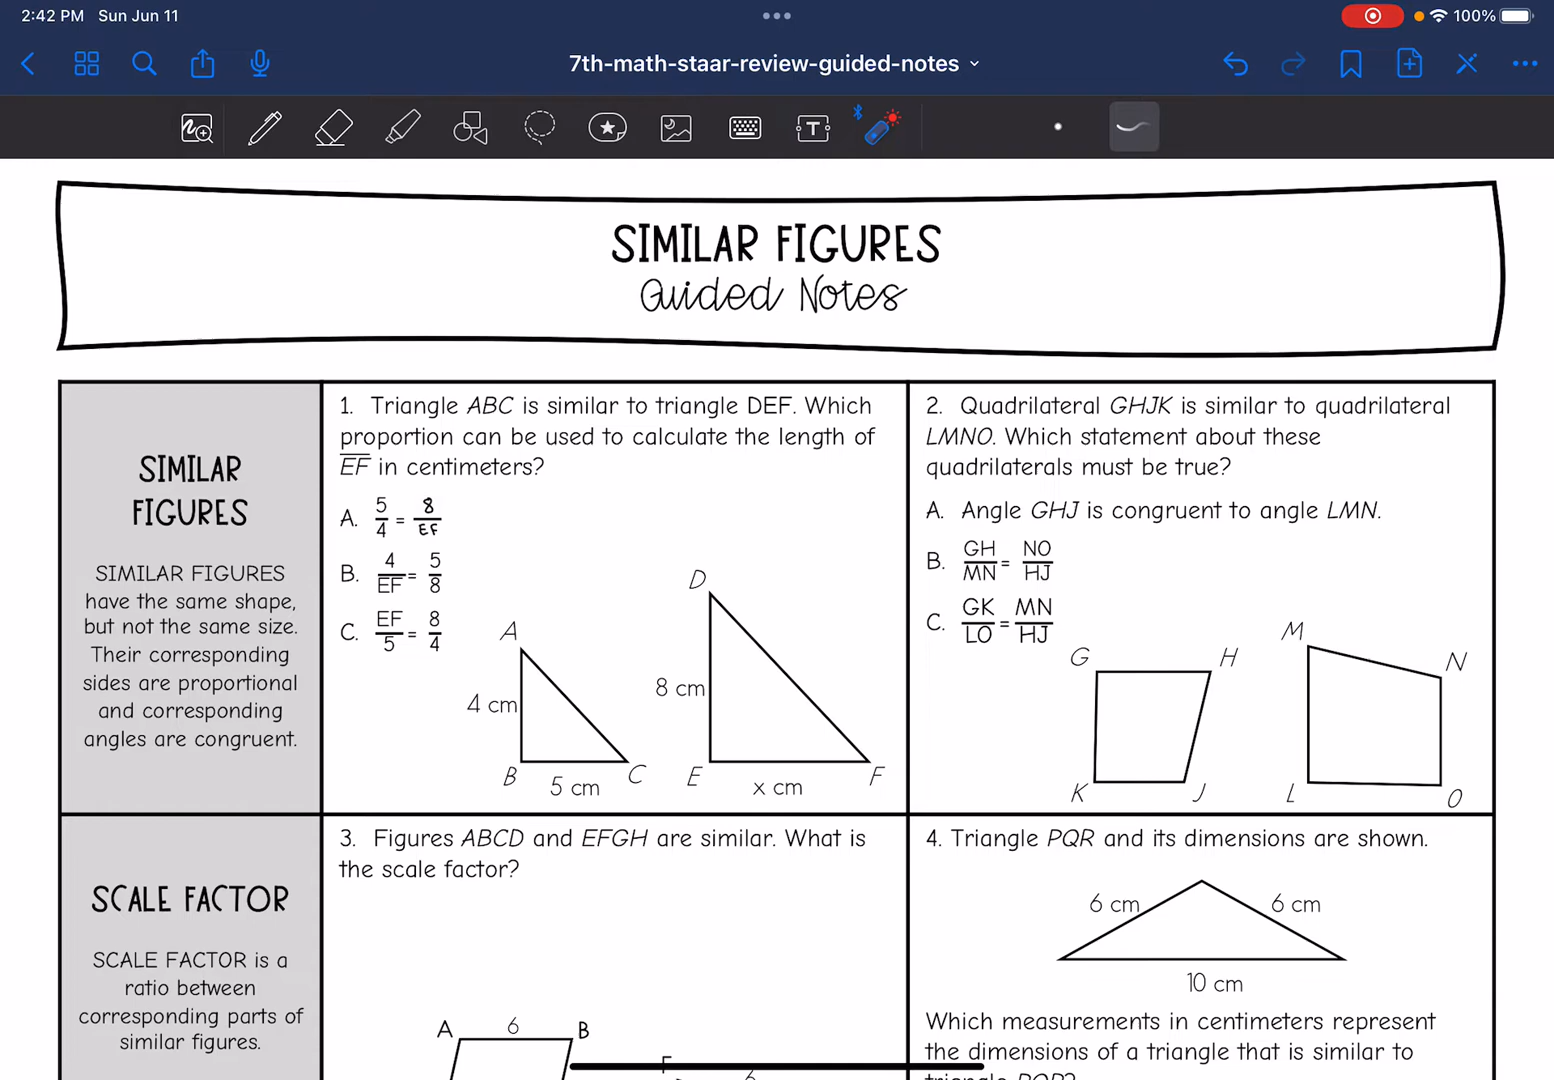 2:42 PM Sun Jun 11
100%
7th-math-staar-review-guided-notes
T
SIMILAR FIGURES
Guided Notes
SIMILAR
FIGURES
SIMILAR FIGURES
have the same shape,
but not the same size.
Their corresponding
sides are proportional
and corresponding
angles are congruent.
1. Triangle ABC is similar to triangle DEF. Which
proportion can be used to calculate the length of
EF in centimeters?
A. 5/4 = 8/EF
B. 4/EF = 5/8
C. EF/5 = 8/4
A
4 cm
B
5 cm
C
D
8 cm
E
x cm
F
2. Quadrilateral GHJK is similar to quadrilateral
LMNO. Which statement about these
quadrilaterals must be true?
A. Angle GHJ is congruent to angle LMN.
B. GH/MN = NO/HJ
C. GK/LO = MN/HJ
G
H
K
J
M
N
L
O
SCALE FACTOR
SCALE FACTOR is a
ratio between
corresponding parts of
similar figures.
3. Figures ABCD and EFGH are similar. What is
the scale factor?
A
6
B
4. Triangle PQR and its dimensions are shown.
6 cm
6 cm
10 cm
Which measurements in centimeters represent
the dimensions of a triangle that is similar to
triangle PQR?